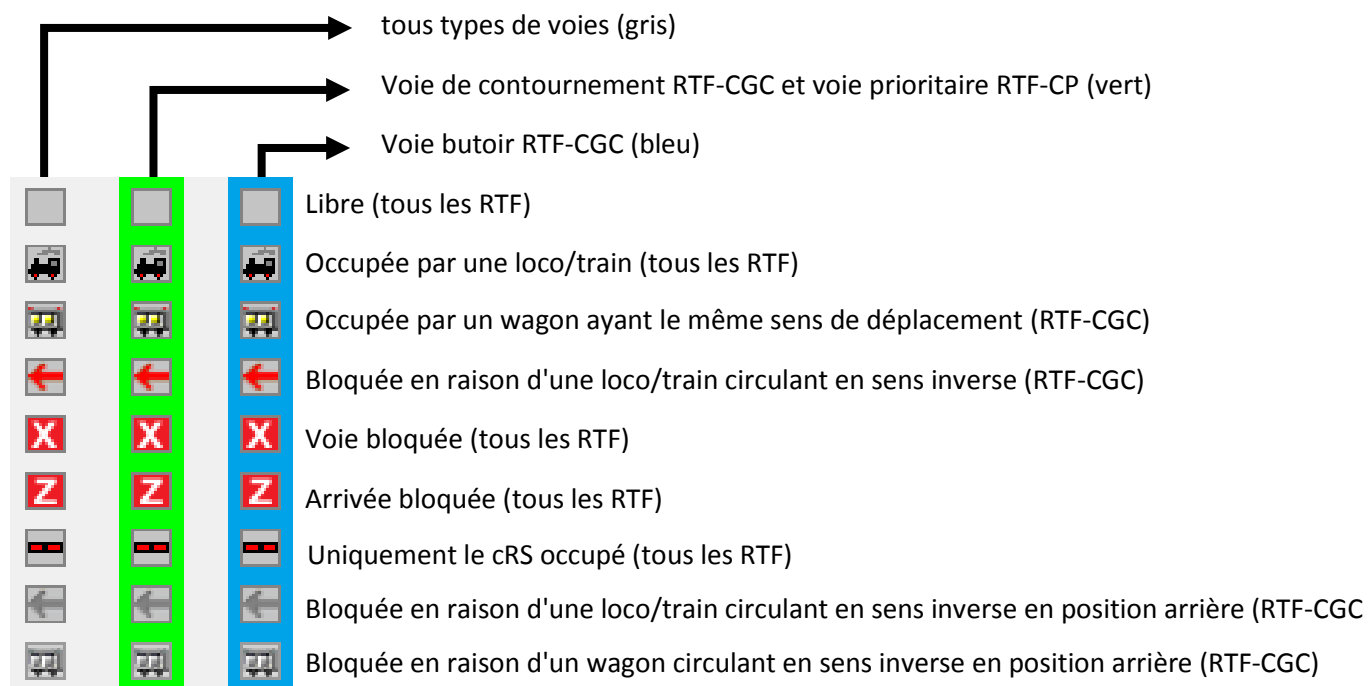 tous types de voies (gris)
Voie de contournement RTF-CGC et voie prioritaire RTF-CP (vert)
Voie butoir RTF-CGC (bleu)
Libre (tous les RTF)
Occupée par une loco/train (tous les RTF)
Occupée par un wagon ayant le même sens de déplacement (RTF-CGC)
Bloquée en raison d'une loco/train circulant en sens inverse (RTF-CGC)
X X X Voie bloquée (tous les RTF)
Z Z Z Arrivée bloquée (tous les RTF)
Uniquement le cRS occupé (tous les RTF)
Bloquée en raison d'une loco/train circulant en sens inverse en position arrière (RTF-CGC
Bloquée en raison d'un wagon circulant en sens inverse en position arrière (RTF-CGC)